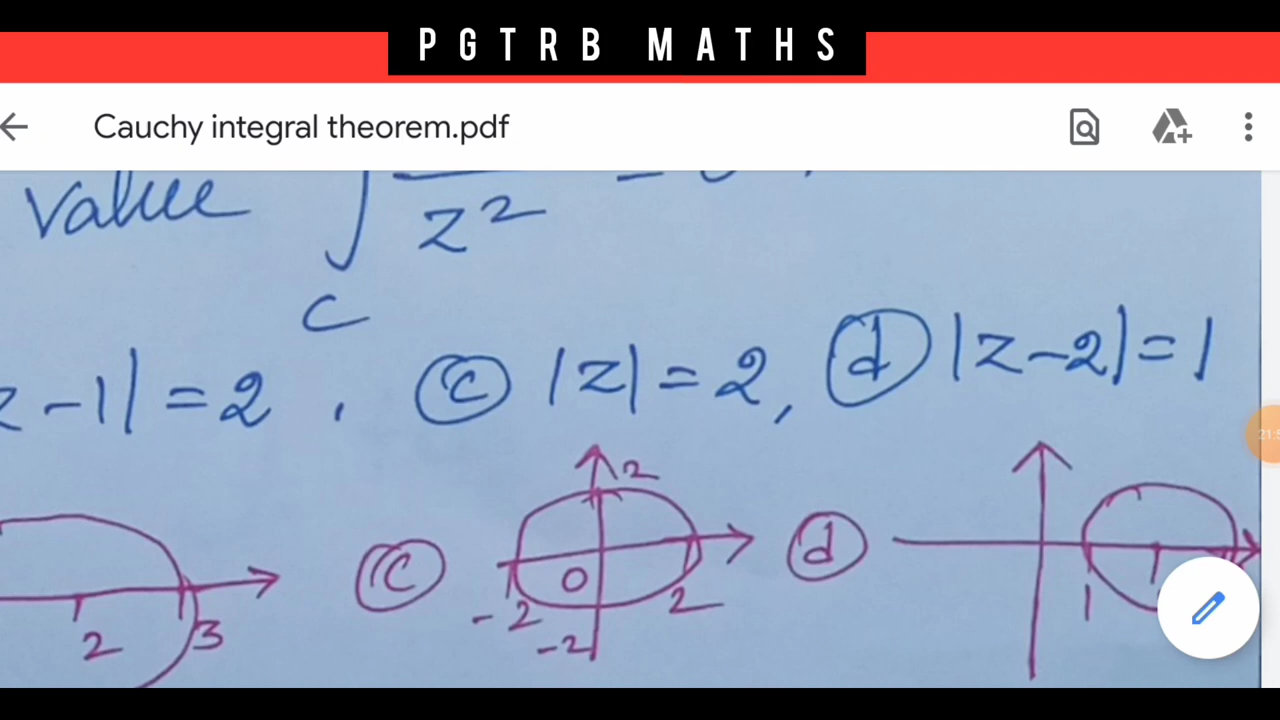 PGTRB MATHS
Cauchy integral theorem.pdf
Value ∫
z²
C
z-1|=2 , ⓒ |z|=2, ⓓ |z-2|=1
2 3 ⓒ 2 -2 0 2 -2 ⓓ 1